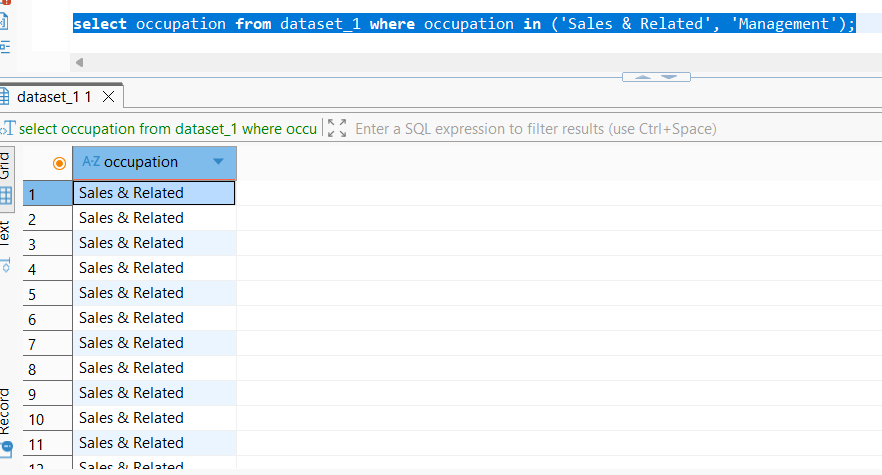 select occupation from dataset_1 where occupation in ('Sales & Related', 'Management');
dataset_1 1
select occupation from dataset_1 where occu
Enter a SQL expression to filter results (use Ctrl+Space)
Grid
Text
Record
A-Z occupation
1 Sales & Related
2 Sales & Related
3 Sales & Related
4 Sales & Related
5 Sales & Related
6 Sales & Related
7 Sales & Related
8 Sales & Related
9 Sales & Related
10 Sales & Related
11 Sales & Related
12 Sales & Related